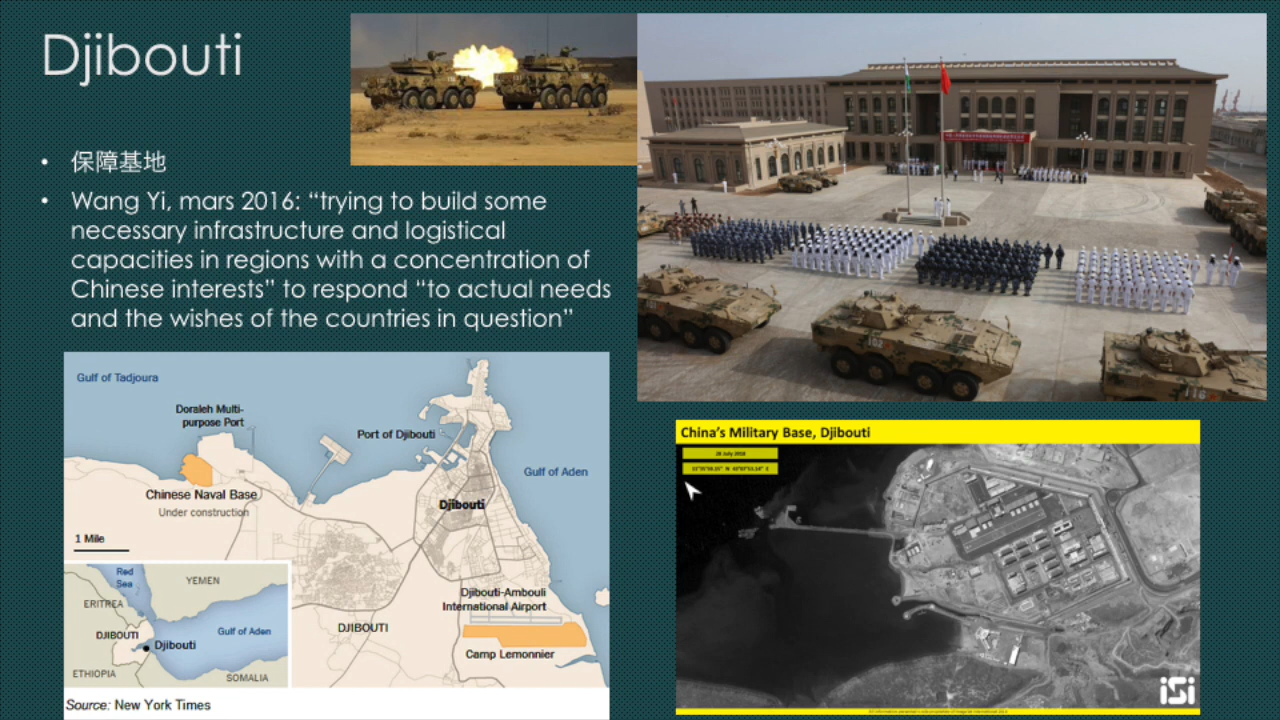 Djibouti
• 保障基地
• Wang Yi, mars 2016: “trying to build some
necessary infrastructure and logistical
capacities in regions with a concentration of
Chinese interests” to respond “to actual needs
and the wishes of the countries in question”
102
116
Gulf of Tadjoura
Doraleh Multi-
purpose Port
Port of Djibouti
Gulf of Aden
Chinese Naval Base
Under construction
Djibouti
1 Mile
Red
Sea
YEMEN
ERITREA
DJIBOUTI
Djibouti
Gulf of Aden
ETHIOPIA
SOMALIA
Djibouti-Ambouli
International Airport
DJIBOUTI
Camp Lemonnier
Source: New York Times
China’s Military Base, Djibouti
iSi